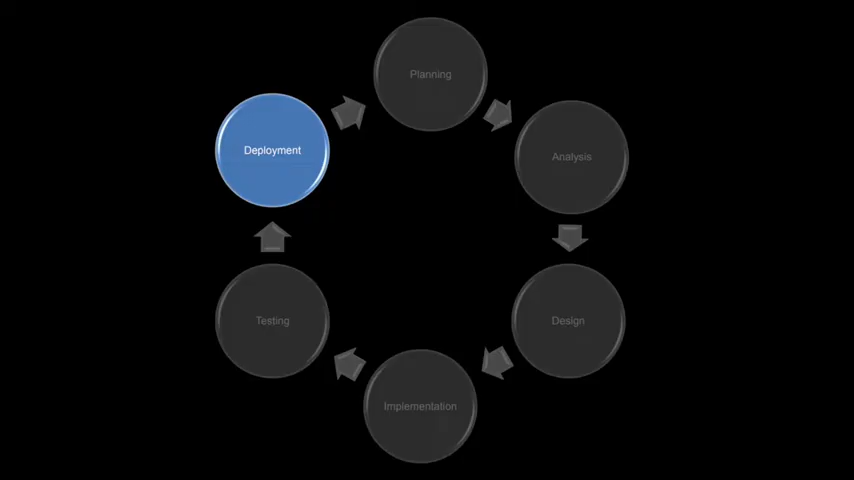 Planning
Deployment
Analysis
Testing
Design
Implementation